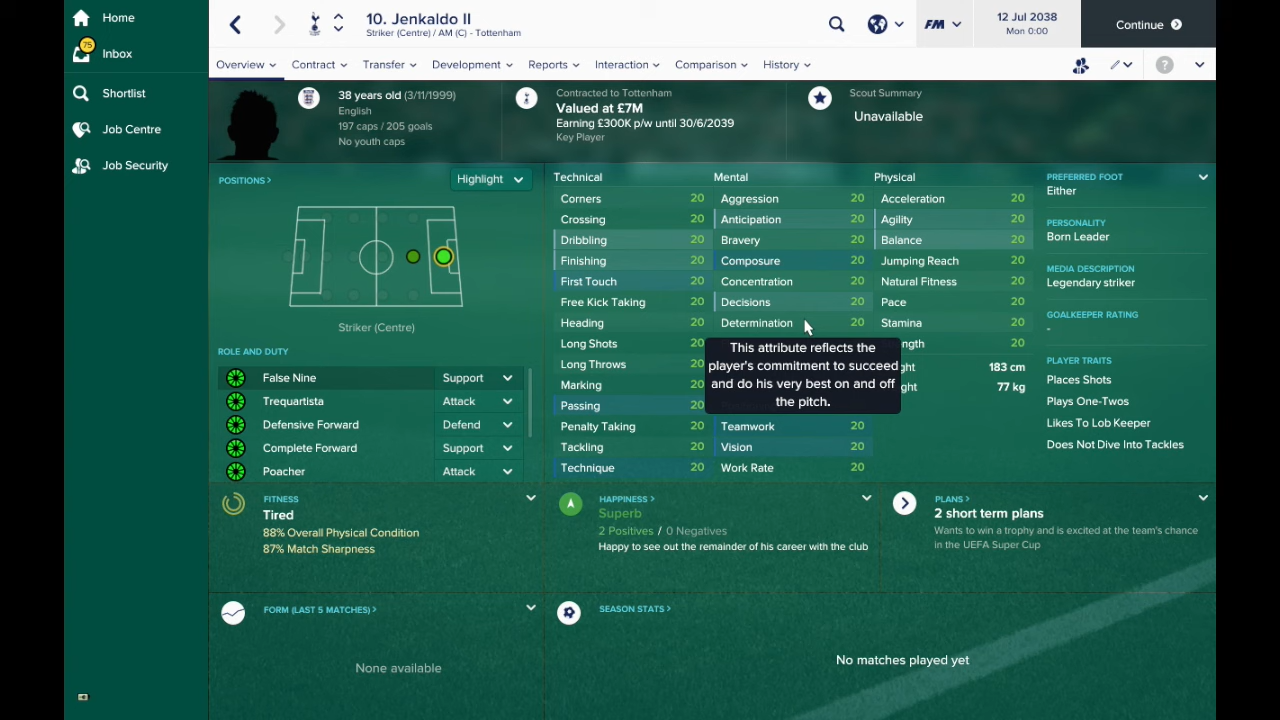 Home
Inbox
75
Shortlist
Job Centre
Job Security
10. Jenkaldo II
Striker (Centre) / AM (C) - Tottenham
FM
12 Jul 2038
Mon 0:00
Continue
Overview
Contract
Transfer
Development
Reports
Interaction
Comparison
History
?
38 years old (3/11/1999)
English
197 caps / 205 goals
No youth caps
Contracted to Tottenham
Valued at £7M
Earning £300K p/w until 30/6/2039
Key Player
Scout Summary
Unavailable
POSITIONS >
Highlight
Striker (Centre)
ROLE AND DUTY
False Nine Support
Trequartista Attack
Defensive Forward Defend
Complete Forward Support
Poacher Attack
Technical
Corners 20
Crossing 20
Dribbling 20
Finishing 20
First Touch 20
Free Kick Taking 20
Heading 20
Long Shots 20
Long Throws 20
Marking 20
Passing 20
Penalty Taking 20
Tackling 20
Technique 20
Mental
Aggression 20
Anticipation 20
Bravery 20
Composure 20
Concentration 20
Decisions 20
Determination 20
This attribute reflects the
player's commitment to succeed
and do his very best on and off
the pitch.
Teamwork 20
Vision 20
Work Rate 20
Physical
Acceleration 20
Agility 20
Balance 20
Jumping Reach 20
Natural Fitness 20
Pace 20
Stamina 20
ength 20
ght 183 cm
ght 77 kg
PREFERRED FOOT
Either
PERSONALITY
Born Leader
MEDIA DESCRIPTION
Legendary striker
GOALKEEPER RATING
-
PLAYER TRAITS
Places Shots
Plays One-Twos
Likes To Lob Keeper
Does Not Dive Into Tackles
FITNESS
Tired
88% Overall Physical Condition
87% Match Sharpness
HAPPINESS >
Superb
2 Positives / 0 Negatives
Happy to see out the remainder of his career with the club
PLANS >
2 short term plans
Wants to win a trophy and is excited at the team's chance
in the UEFA Super Cup
FORM (LAST 5 MATCHES) >
None available
SEASON STATS >
No matches played yet